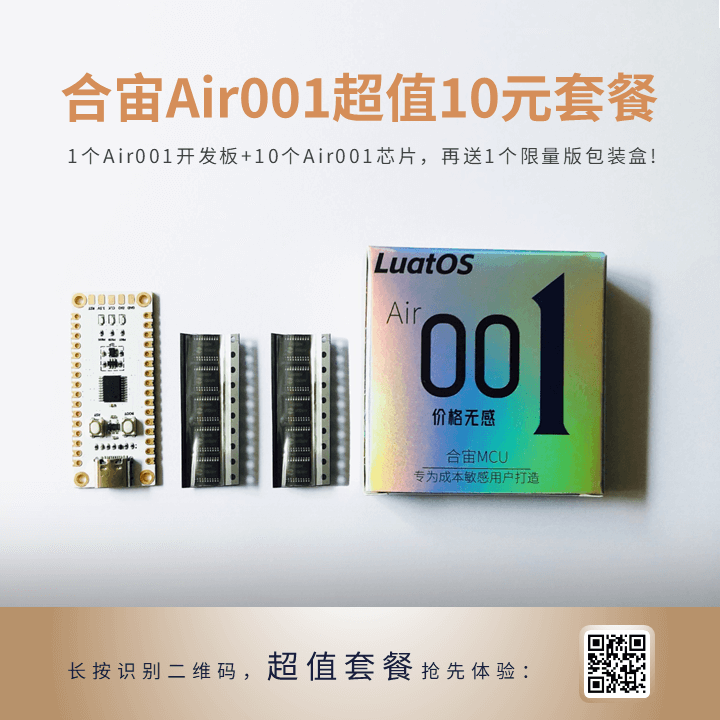 合宙Air001超值10元套餐
1个Air001开发板+10个Air001芯片，再送1个限量版包装盒！
LuatOS
Air
001
价格无感
合宙MCU
专为成本敏感用户打造
长按识别二维码，超值套餐抢先体验：